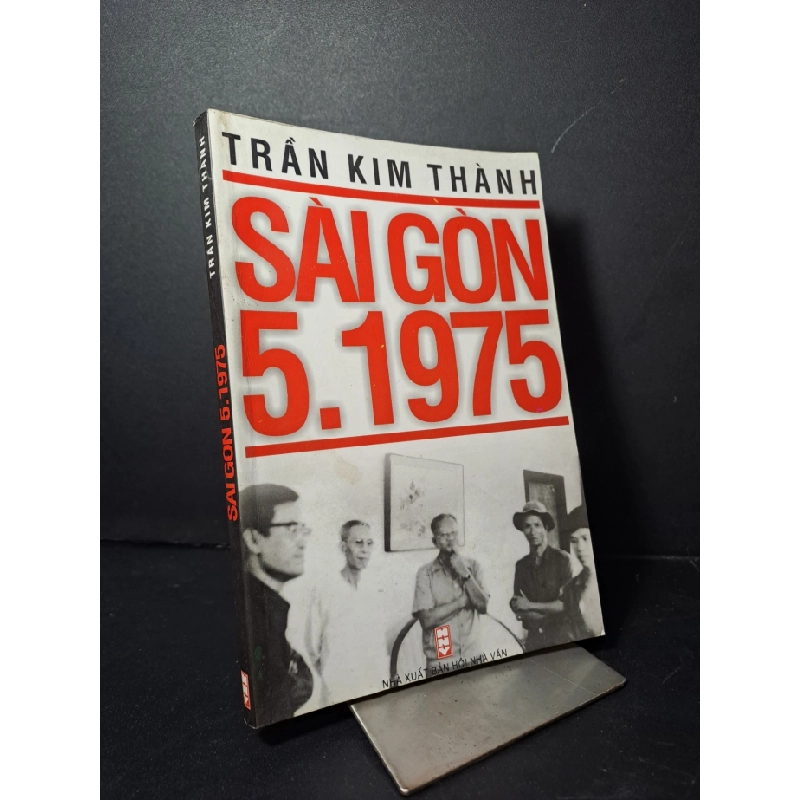 TRẦN KIM THÀNH
SÀI GÒN
5.1975
NHÀ XUẤT BẢN HỘI NHÀ VĂN
TRẦN KIM THÀNH
SÀI GÒN 5.1975